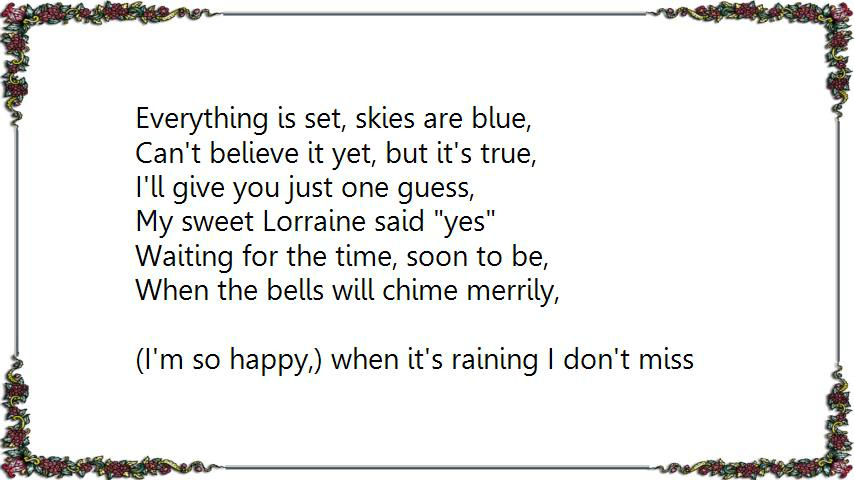 Everything is set, skies are blue,
Can't believe it yet, but it's true,
I'll give you just one guess,
My sweet Lorraine said "yes"
Waiting for the time, soon to be,
When the bells will chime merrily,
(I'm so happy,) when it's raining I don't miss